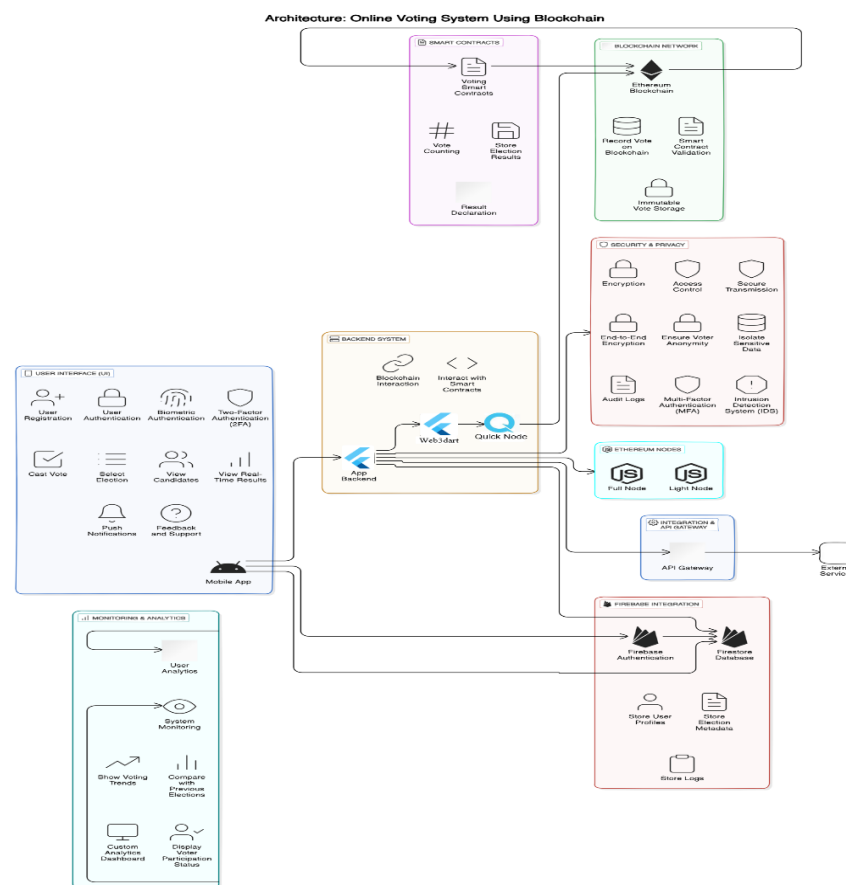 Architecture: Online Voting System Using Blockchain
SMART CONTRACTS
Voting
Smart
Contracts
Vote
Counting
Store
Election
Results
Result
Declaration
BLOCKCHAIN NETWORK
Ethereum
Blockchain
Record Vote
on
Blockchain
Smart
Contract
Validation
Immutable
Vote Storage
SECURITY & PRIVACY
Encryption
Access
Control
Secure
Transmission
End-to-End
Encryption
Ensure Voter
Anonymity
Isolate
Sensitive
Data
Audit Logs
Multi-Factor
Authentication
(MFA)
Intrusion
Detection
System (IDS)
BACKEND SYSTEM
Blockchain
Interaction
Interact with
Smart
Contracts
Web3dart
Quick Node
App
Backend
USER INTERFACE (UI)
User
Registration
User
Authentication
Biometric
Authentication
Two-Factor
Authentication
(2FA)
Cast Vote
Select
Election
View
Candidates
View Real-
Time Results
Push
Notifications
Feedback
and Support
Mobile App
ETHEREUM NODES
JS
Full Node
JS
Light Node
INTEGRATION &
API GATEWAY
API Gateway
Extern
Servic
FIREBASE INTEGRATION
Firebase
Authentication
Firestore
Database
Store User
Profiles
Store
Election
Metadata
Store Logs
MONITORING & ANALYTICS
User
Analytics
System
Monitoring
Show Voting
Trends
Compare
with
Previous
Elections
Custom
Analytics
Dashboard
Display
Voter
Participation
Status